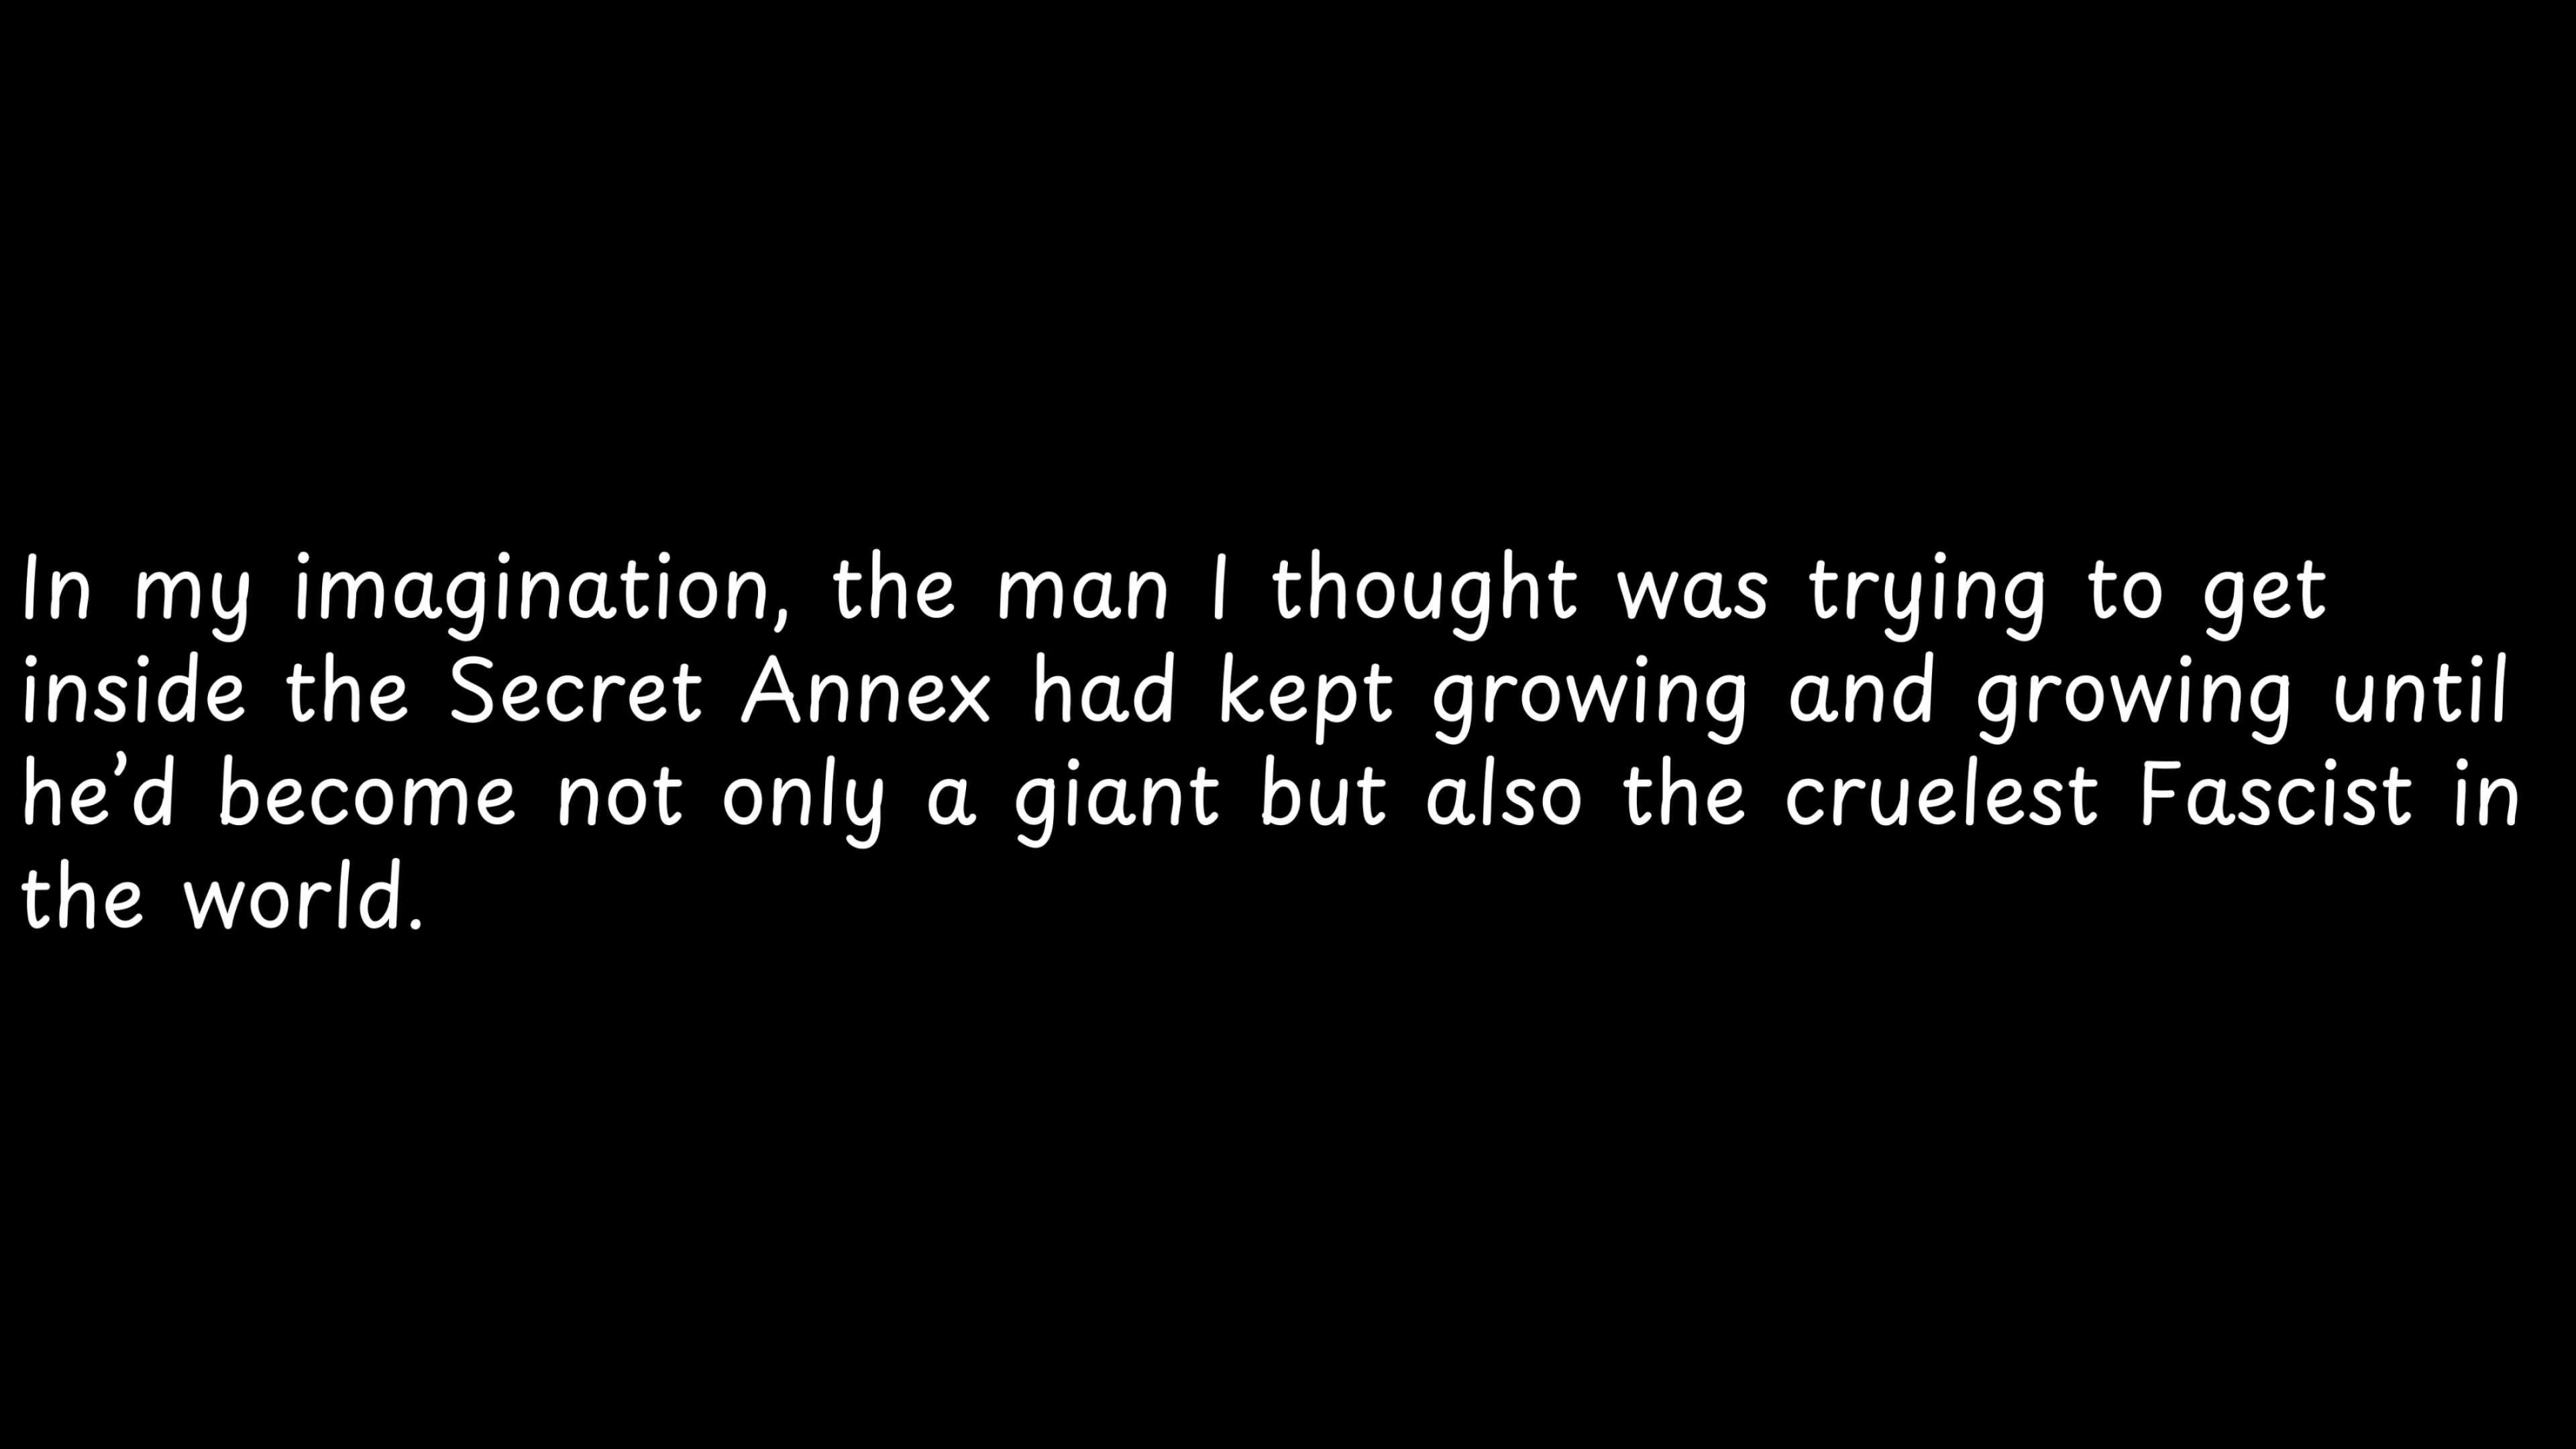 In my imagination, the man I thought was trying to get
inside the Secret Annex had kept growing and growing until
he’d become not only a giant but also the cruelest Fascist in
the world.